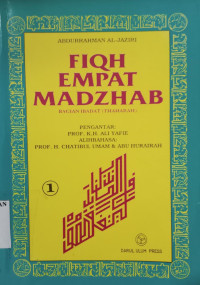 ABDURRAHMAN AL-JAZIRI
FIQH
EMPAT
MADZHAB
BAGIAN IBADAT (THAHARAH)
PENGANTAR:
PROF. K.H. ALI YAFIE
ALIHBAHASA:
PROF. H. CHATIBUL UMAM & ABU HURAIRAH
1
DARUL ULUM PRESS